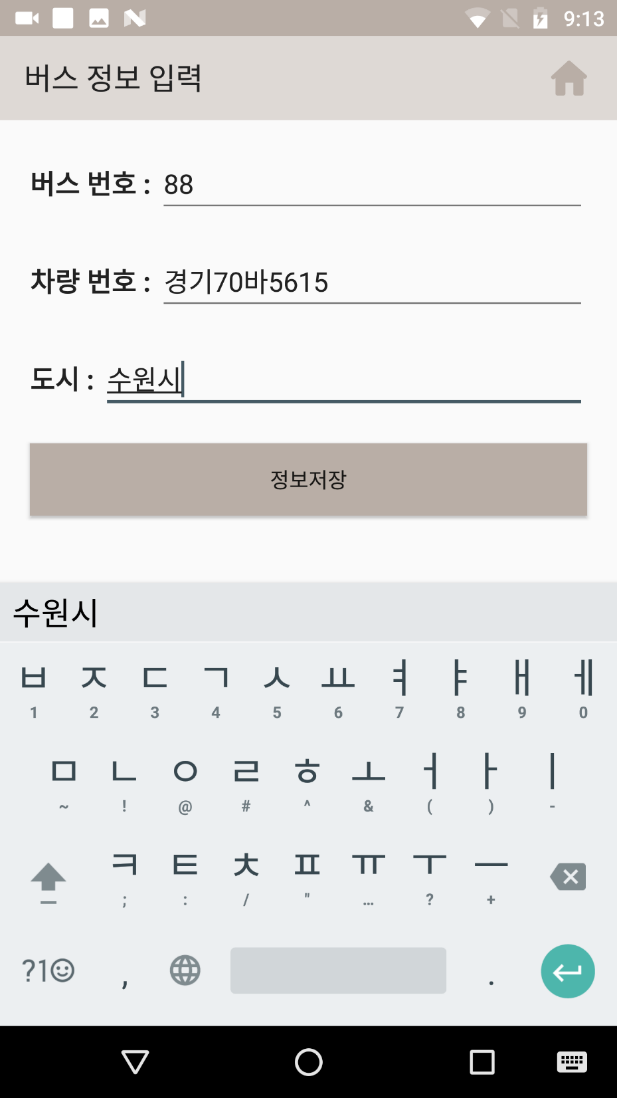 9:13
버스 정보 입력
버스 번호 : 88
차량 번호 : 경기70바5615
도시 : 수원시
정보저장
수원시
ㅂ ㅈ ㄷ ㄱ ㅅ ㅛ ㅕ ㅑ ㅐ ㅔ
1 2 3 4 5 6 7 8 9 0
ㅁ ㄴ ㅇ ㄹ ㅎ ㅗ ㅓ ㅏ ㅣ
~ ! @ # ^ & ( ) -
ㅋ ㅌ ㅊ ㅍ ㅠ ㅜ ㅡ
; : / " … ? +
?1☺ , .